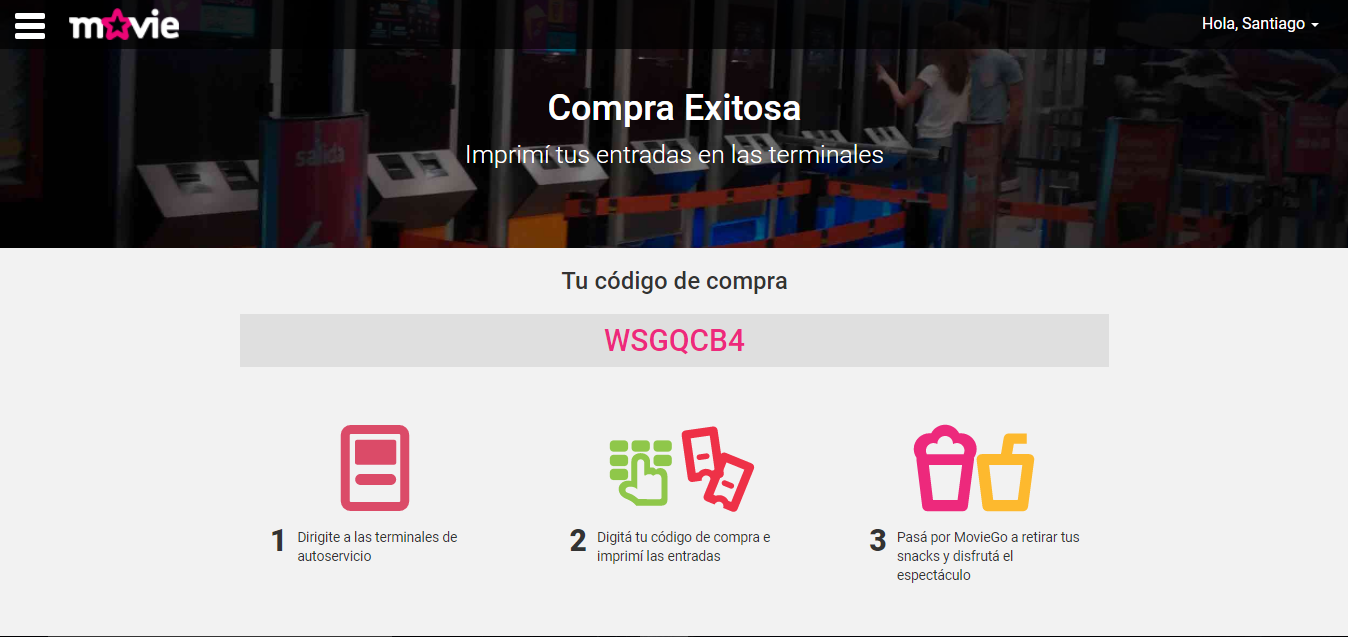 movie
Hola, Santiago
Compra Exitosa
Imprimí tus entradas en las terminales
salida
Tu código de compra
WSGQCB4
1 Dirigite a las terminales de
autoservicio
2 Digitá tu código de compra e
imprimí las entradas
3 Pasá por MovieGo a retirar tus
snacks y disfrutá el
espectáculo